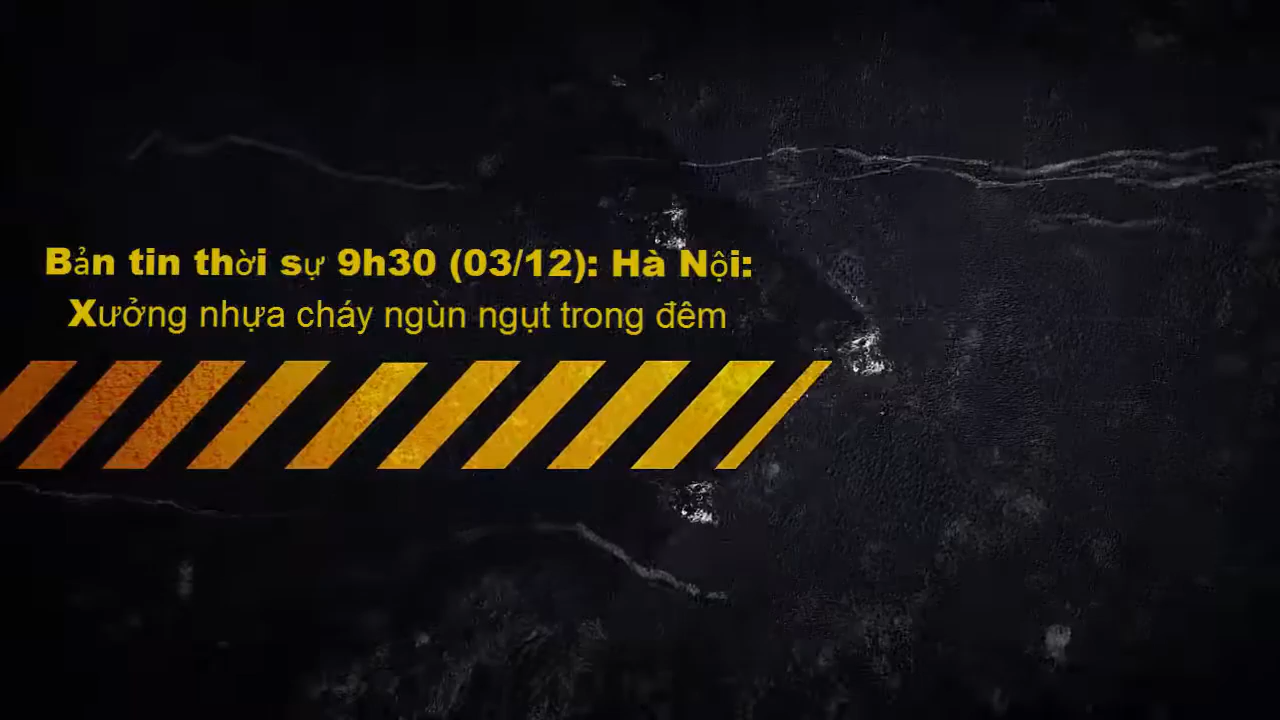 Bản tin thời sự 9h30 (03/12): Hà Nội:
Xưởng nhựa cháy ngùn ngụt trong đêm